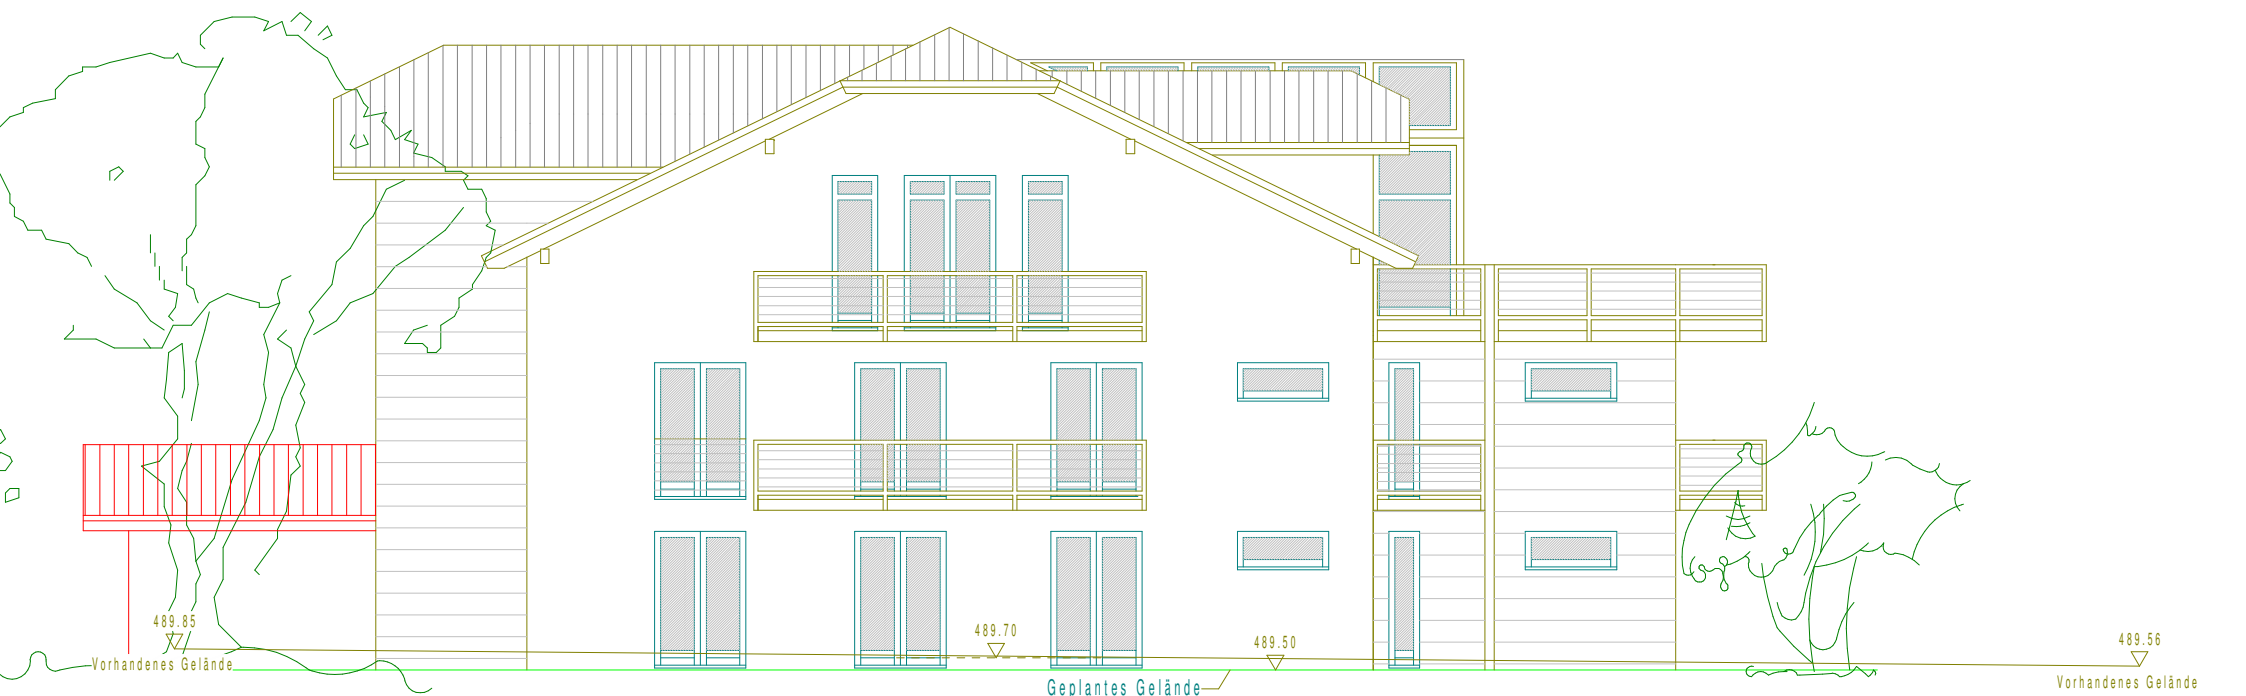 489.85
489.70
489.50
489.56
Vorhandenes Gelände
Geplantes Gelände
Vorhandenes Gelände